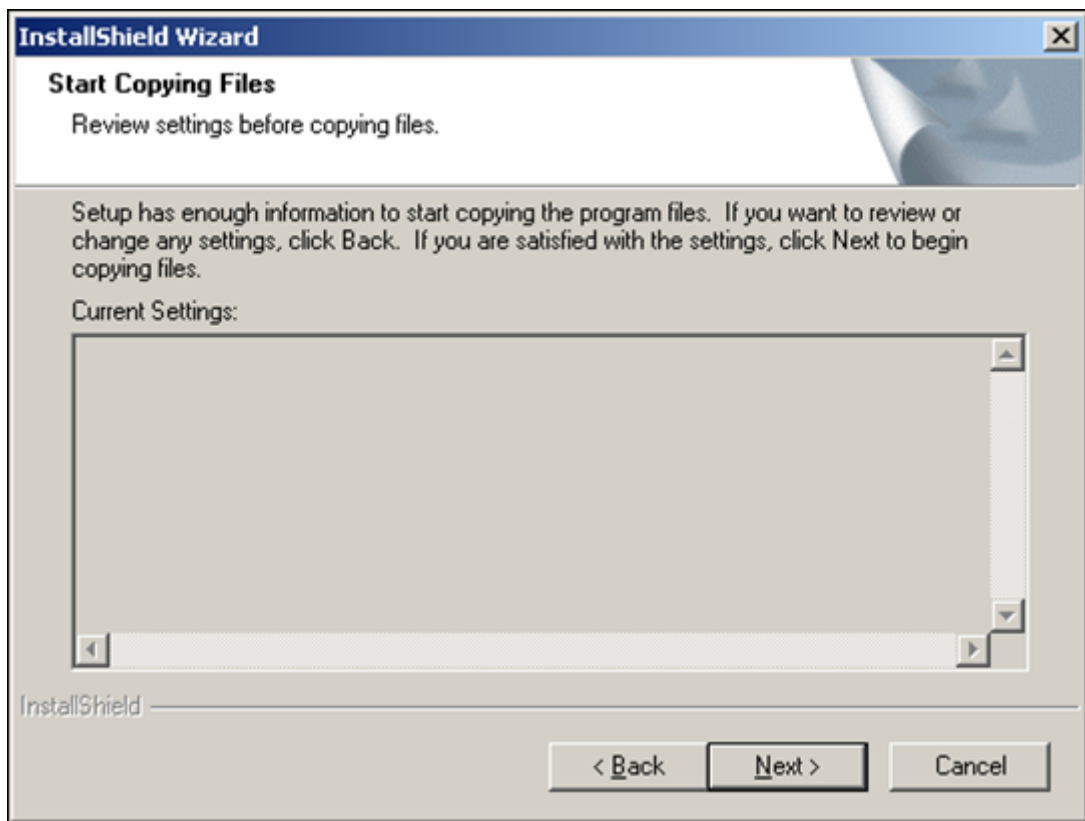 InstallShield Wizard
Start Copying Files
Review settings before copying files.
Setup has enough information to start copying the program files.  If you want to review or
change any settings, click Back.  If you are satisfied with the settings, click Next to begin
copying files.
Current Settings:
InstallShield
< Back
Next >
Cancel